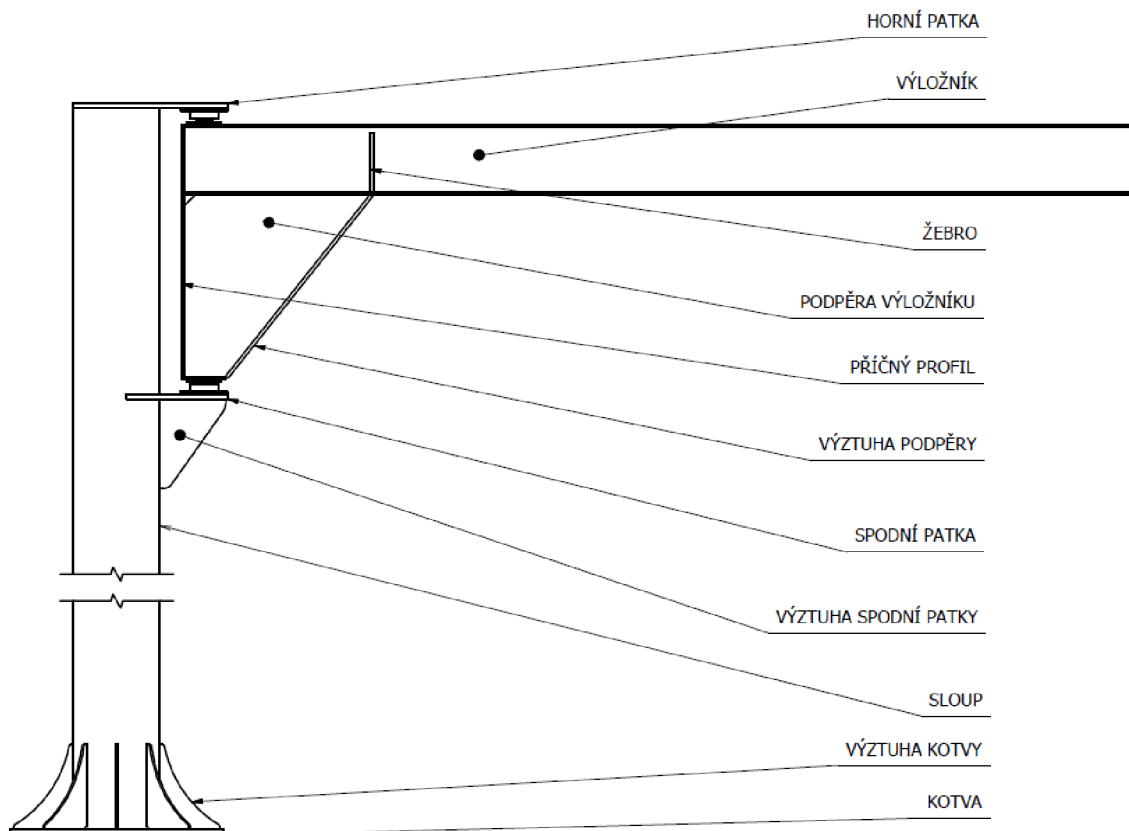 HORNÍ PATKA
VÝLOŽNÍK
ŽEBRO
PODPĚRA VÝLOŽNÍKU
PŘÍČNÝ PROFIL
VÝZTUHA PODPĚRY
SPODNÍ PATKA
VÝZTUHA SPODNÍ PATKY
SLOUP
VÝZTUHA KOTVY
KOTVA